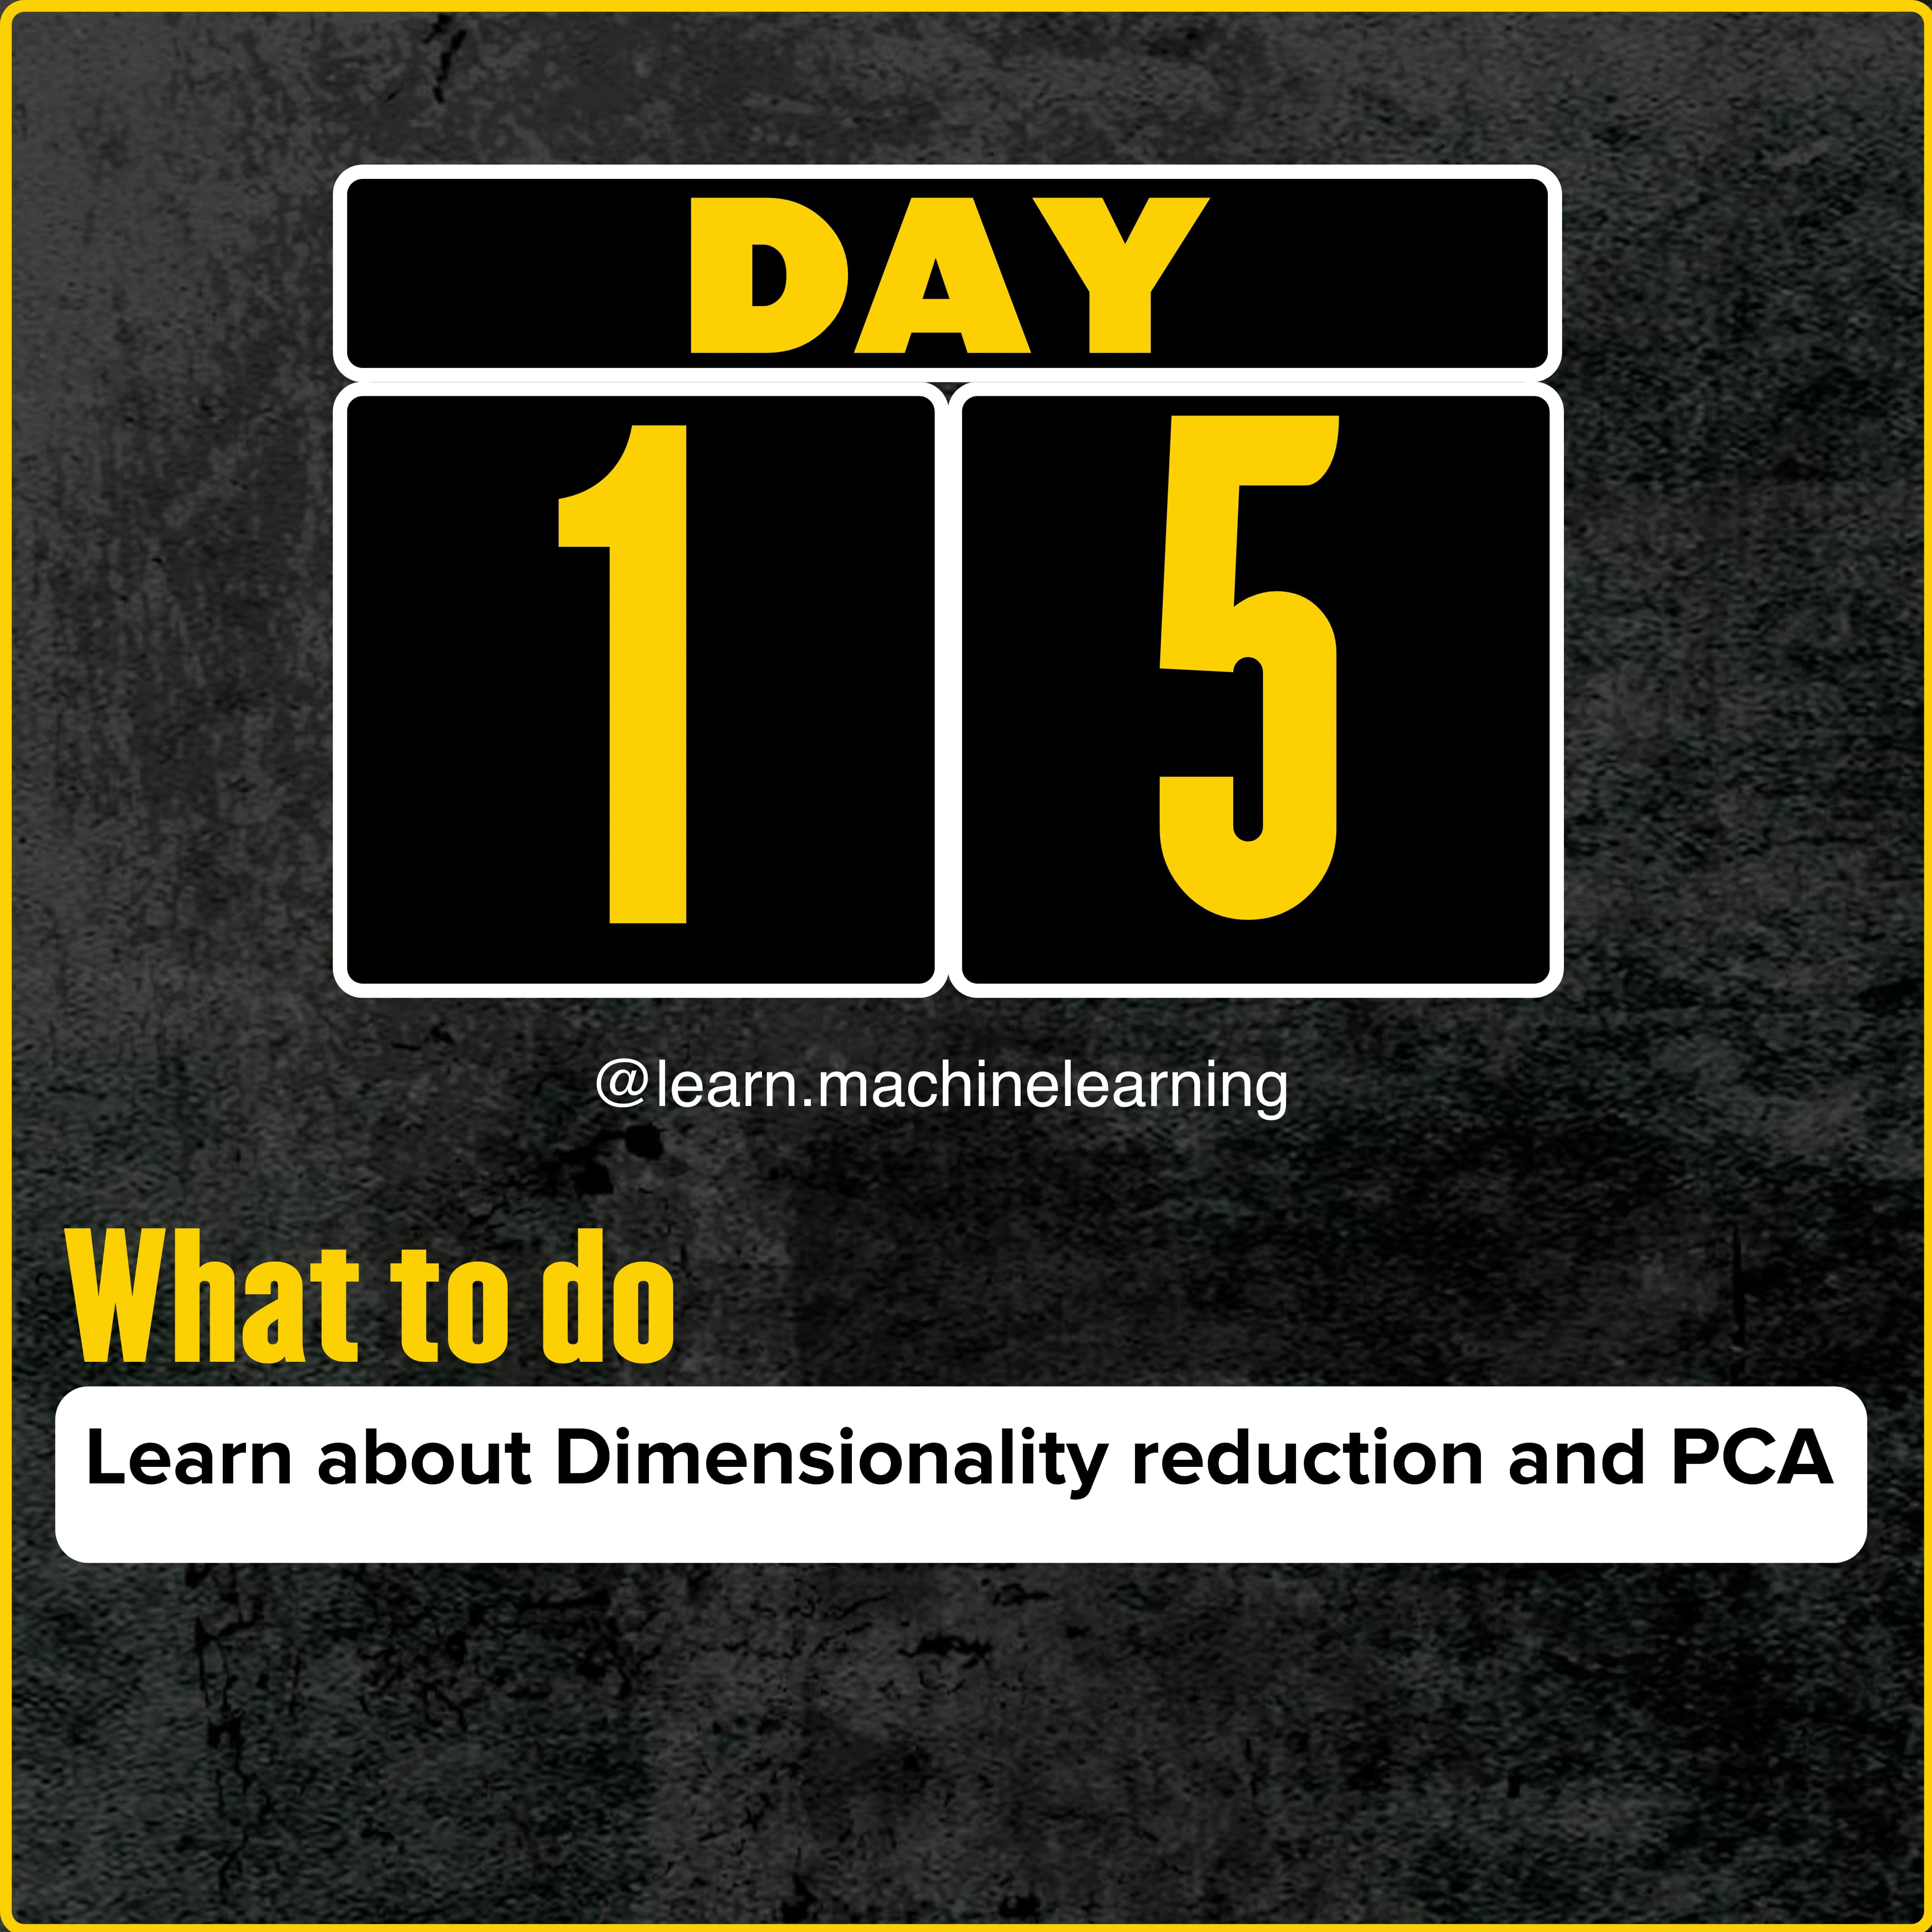 DAY
1 5
@learn.machinelearning
What to do
Learn about Dimensionality reduction and PCA